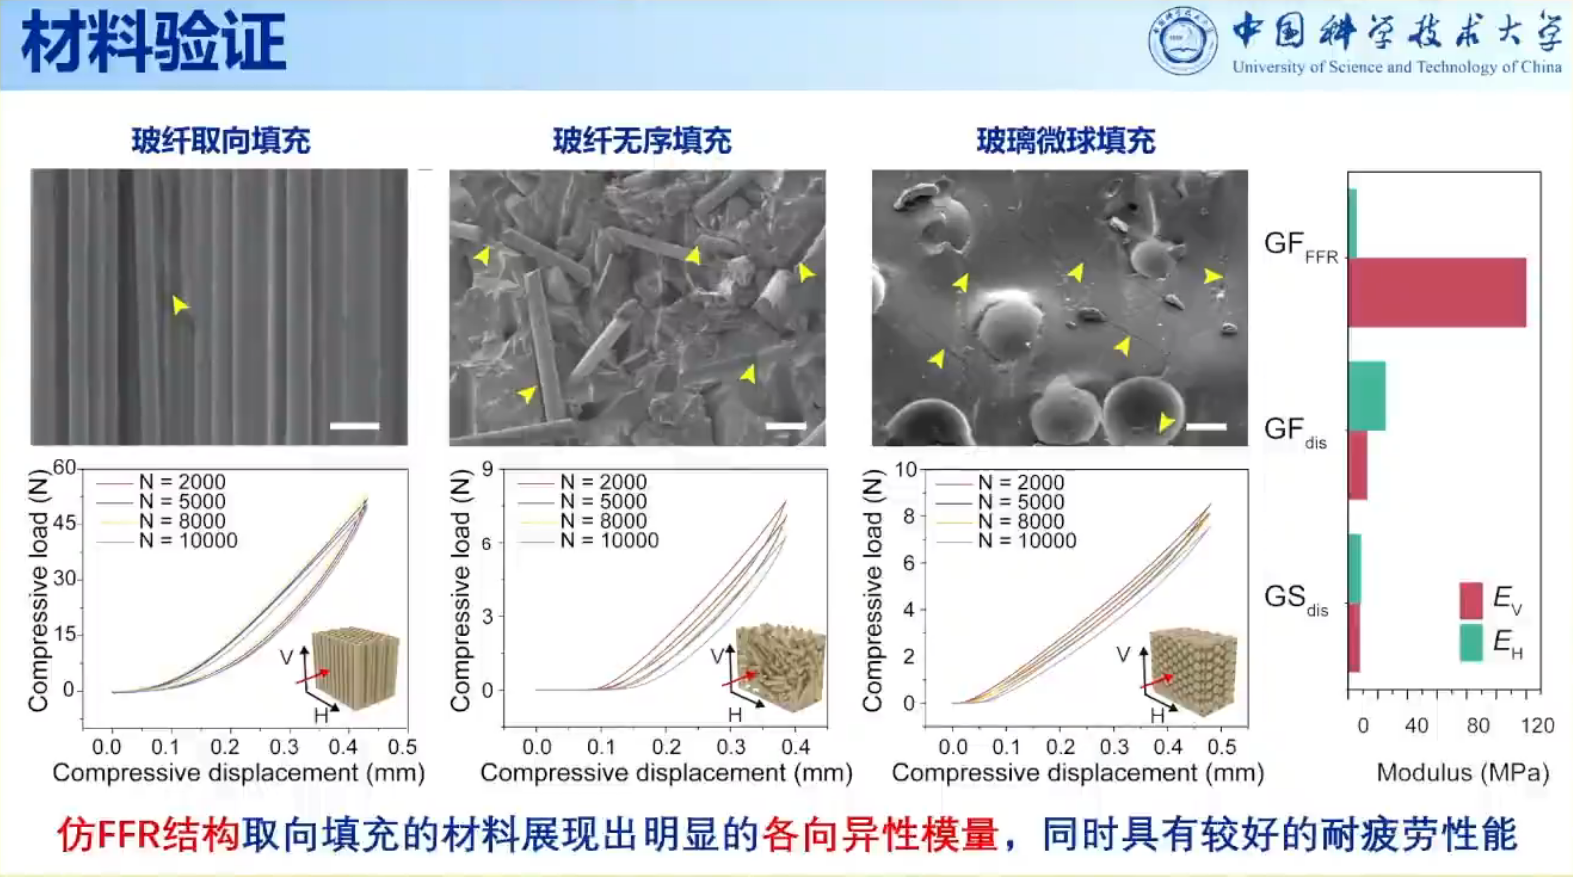 材料验证
中国科学技术大学
University of Science and Technology of China
玻纤取向填充
玻纤无序填充
玻璃微球填充
Compressive load (N)
60
45
30
15
0
N = 2000
N = 5000
N = 8000
N = 10000
V
H
0.0 0.1 0.2 0.3 0.4 0.5
Compressive displacement (mm)
Compressive load (N)
9
6
3
0
N = 2000
N = 5000
N = 8000
N = 10000
V
H
0.0 0.1 0.2 0.3 0.4
Compressive displacement (mm)
Compressive load (N)
10
8
6
4
2
0
N = 2000
N = 5000
N = 8000
N = 10000
V
H
0.0 0.1 0.2 0.3 0.4 0.5
Compressive displacement (mm)
GF FFR
GF dis
GS dis
E V
E H
0 40 80 120
Modulus (MPa)
仿FFR结构取向填充的材料展现出明显的各向异性模量，同时具有较好的耐疲劳性能